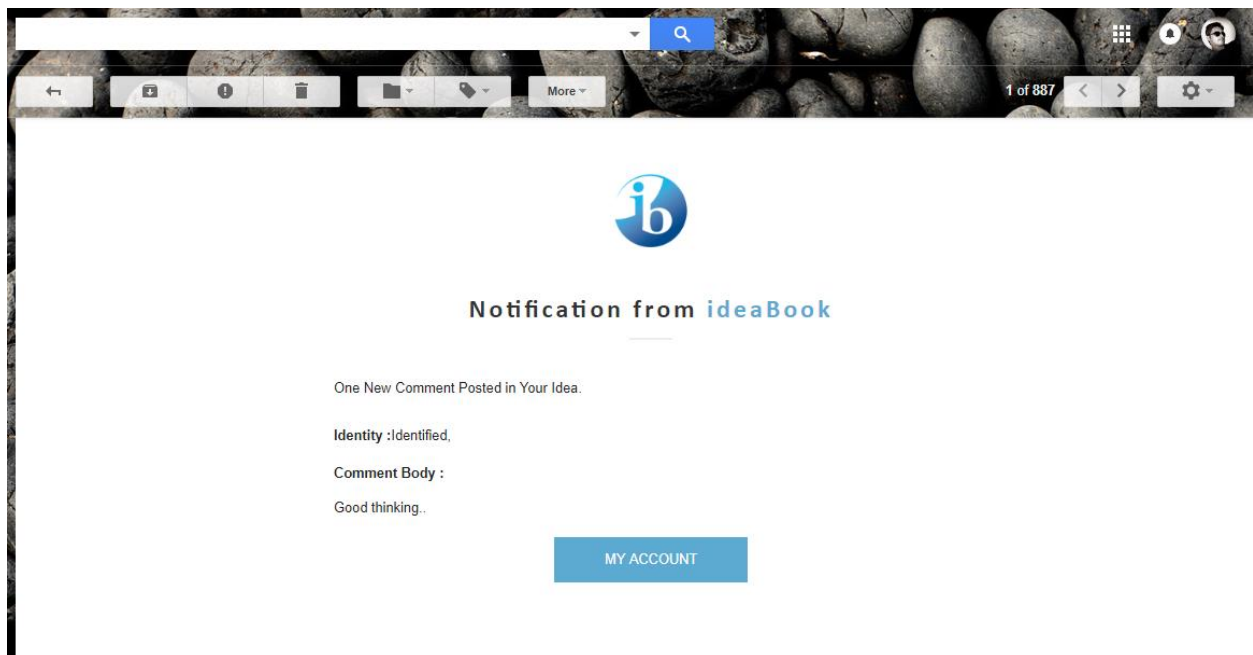 More
1 of 887
ib
Notification from ideaBook
One New Comment Posted in Your Idea.
Identity :Identified,
Comment Body :
Good thinking..
MY ACCOUNT